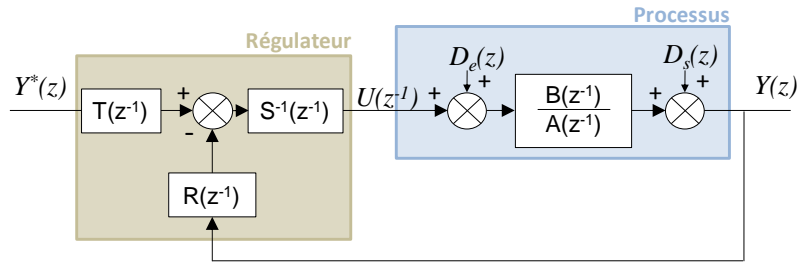 Processus
Régulateur
Y*(z)
T(z-1)
+
-
S-1(z-1)
U(z-1)
+
De(z)
+
B(z-1)
A(z-1)
+
Ds(z)
+
Y(z)
R(z-1)